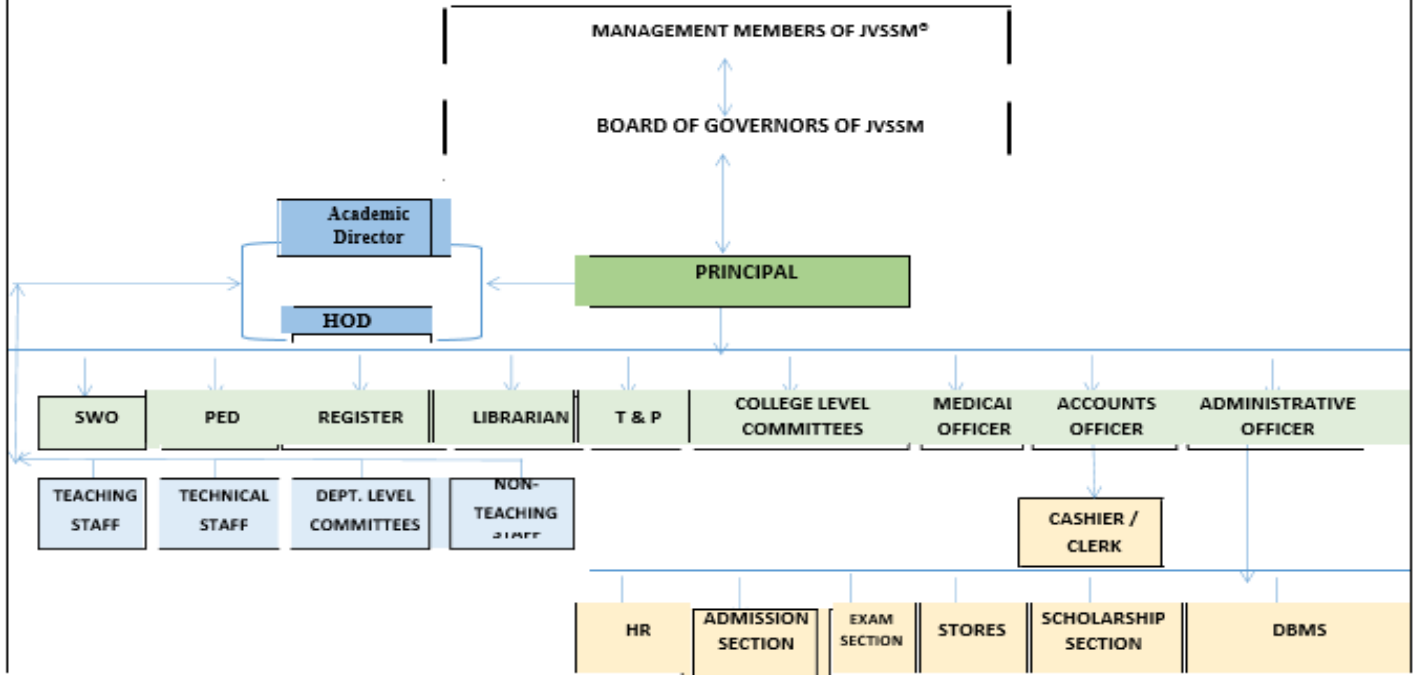 MANAGEMENT MEMBERS OF JVSSM®
BOARD OF GOVERNORS OF JVSSM
Academic
Director
PRINCIPAL
HOD
SWO
PED
REGISTER
LIBRARIAN
T & P
COLLEGE LEVEL
COMMITTEES
MEDICAL
OFFICER
ACCOUNTS
OFFICER
ADMINISTRATIVE
OFFICER
TEACHING
STAFF
TECHNICAL
STAFF
DEPT. LEVEL
COMMITTEES
NON-
TEACHING
STAFF
CASHIER /
CLERK
HR
ADMISSION
SECTION
EXAM
SECTION
STORES
SCHOLARSHIP
SECTION
DBMS